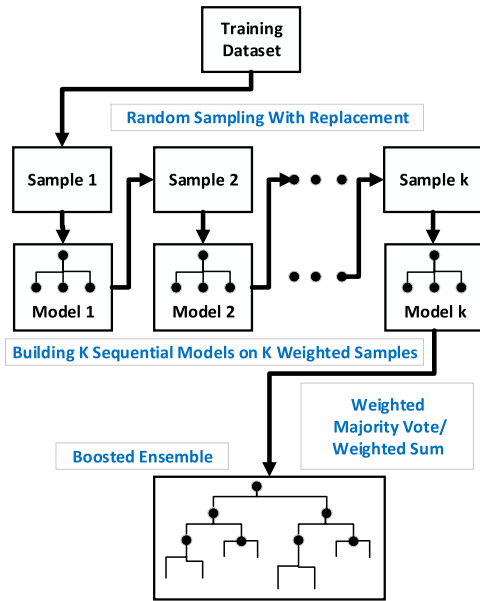 Training
Dataset
Random Sampling With Replacement
Sample 1
Sample 2
Sample k
Model 1
Model 2
Model k
Building K Sequential Models on K Weighted Samples
Weighted
Majority Vote/
Weighted Sum
Boosted Ensemble